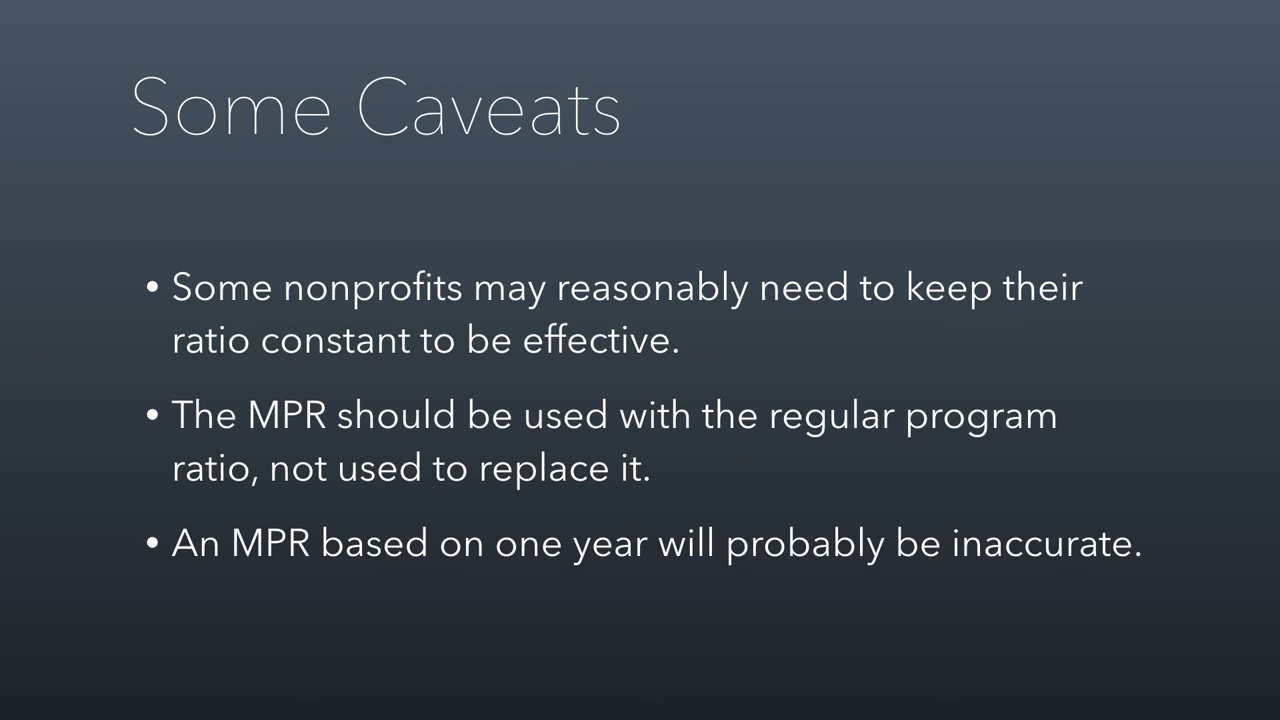 Some Caveats
• Some nonprofits may reasonably need to keep their
ratio constant to be effective.
• The MPR should be used with the regular program
ratio, not used to replace it.
• An MPR based on one year will probably be inaccurate.